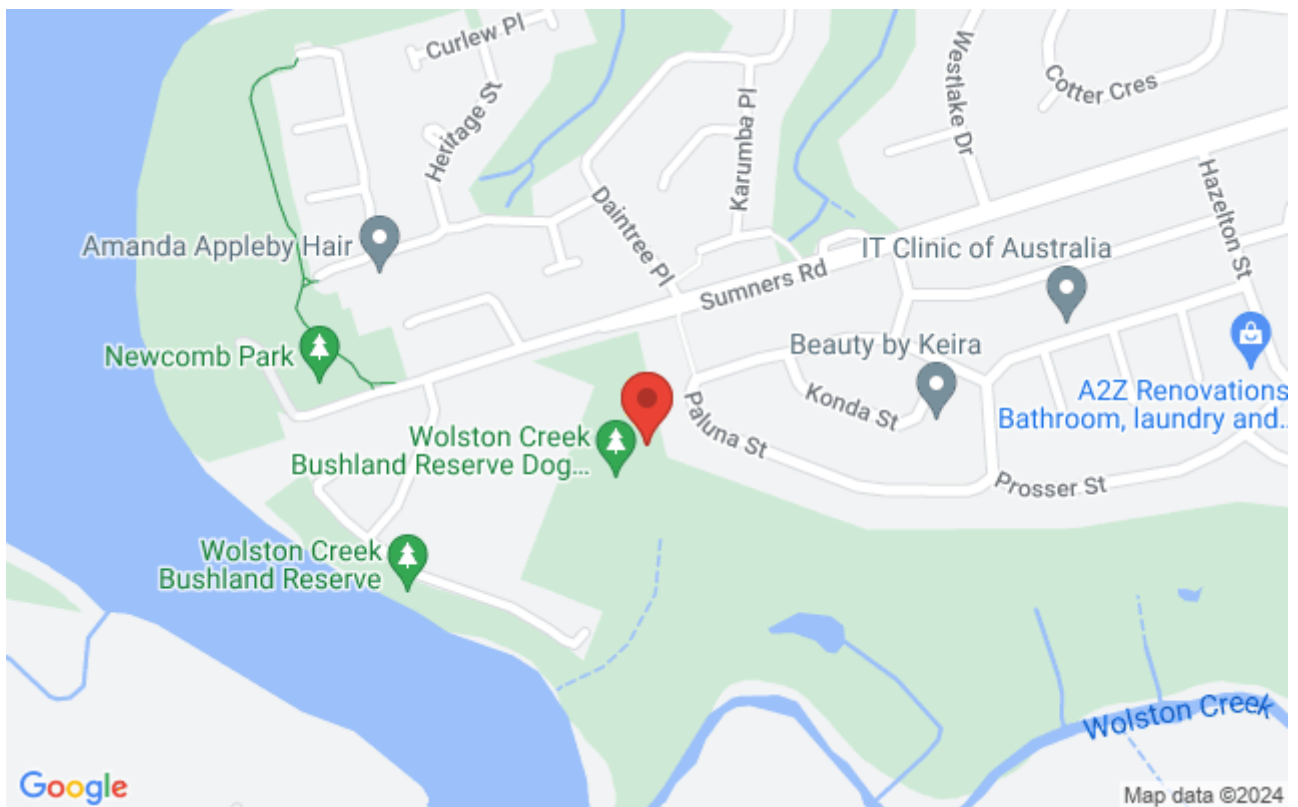 Curlew Pl
Heritage St
Westlake Dr
Cotter Cres
Karumba Pl
Daintree Pl
Hazelton St
Amanda Appleby Hair
IT Clinic of Australia
Sumners Rd
Newcomb Park
Beauty by Keira
A2Z Renovations
Bathroom, laundry and...
Konda St
Paluna St
Wolston Creek
Bushland Reserve Dog...
Prosser St
Wolston Creek
Bushland Reserve
Wolston Creek
Google
Map data ©2024